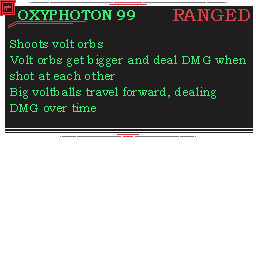 OXYPHOTON 99 RANGED
Shoots volt orbs
Volt orbs get bigger and deal DMG when
shot at each other
Big voltballs travel forward, dealing
DMG over time